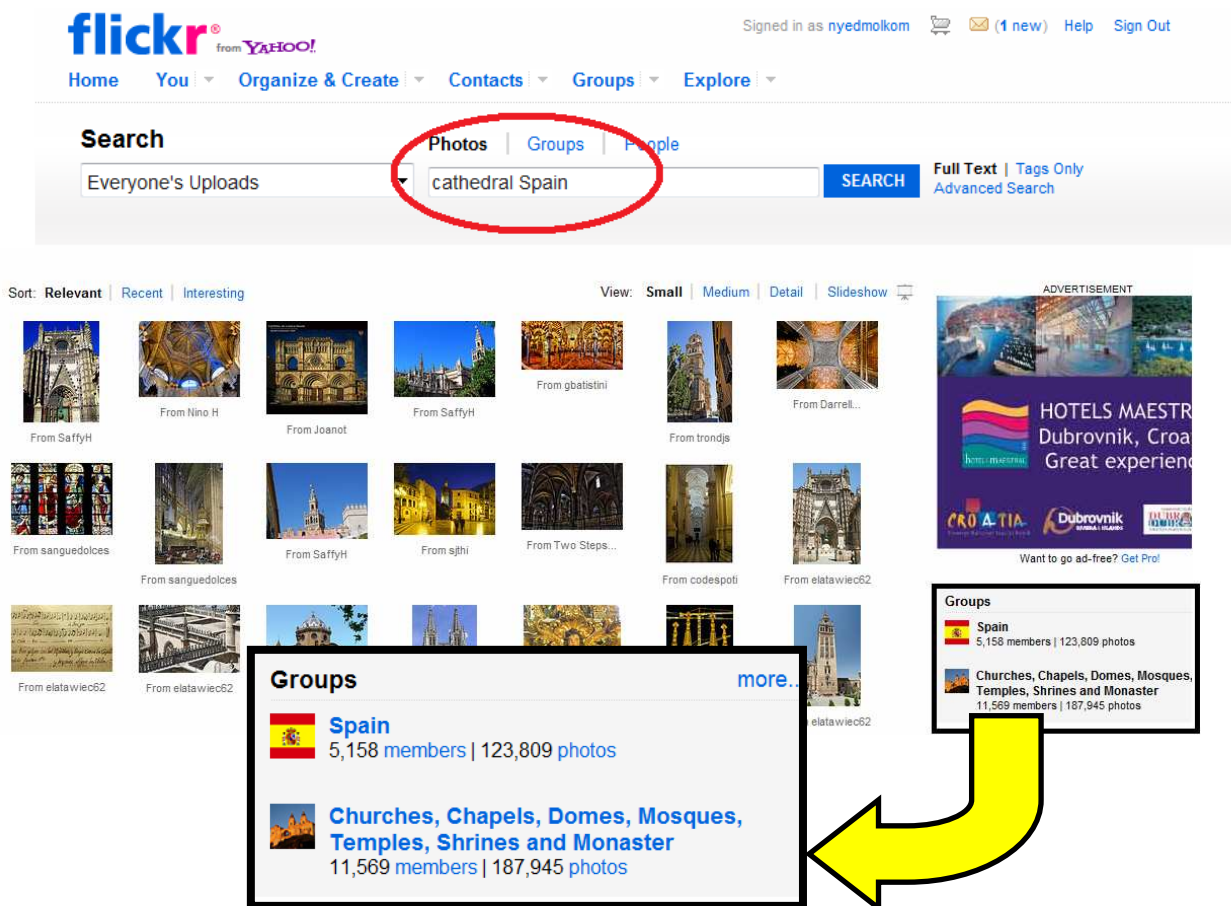 flickr® from YAHOO!
Signed in as nyedmolkom (1 new) Help Sign Out
Home You Organize & Create Contacts Groups Explore
Search
Photos | Groups | People
Everyone's Uploads
cathedral Spain
SEARCH
Full Text | Tags Only
Advanced Search
Sort: Relevant | Recent | Interesting
View: Small | Medium | Detail | Slideshow
ADVERTISEMENT
From SaffyH
From Nino H
From Joanot
From SaffyH
From gbatistini
From trondjs
From Darrell...
HOTELS MAESTR
Dubrovnik, Croa
Great experienc
CROATIA
Dubrovnik
Want to go ad-free? Get Pro!
From sanguedolces
From sanguedolces
From SaffyH
From sjthi
From Two Steps...
From codespoti
From elatawiec62
From elatawiec62
From elatawiec62
elatawiec62
Groups
Spain
5,158 members | 123,809 photos
Churches, Chapels, Domes, Mosques,
Temples, Shrines and Monaster
11,569 members | 187,945 photos
Groups more..
Spain
5,158 members | 123,809 photos
Churches, Chapels, Domes, Mosques,
Temples, Shrines and Monaster
11,569 members | 187,945 photos